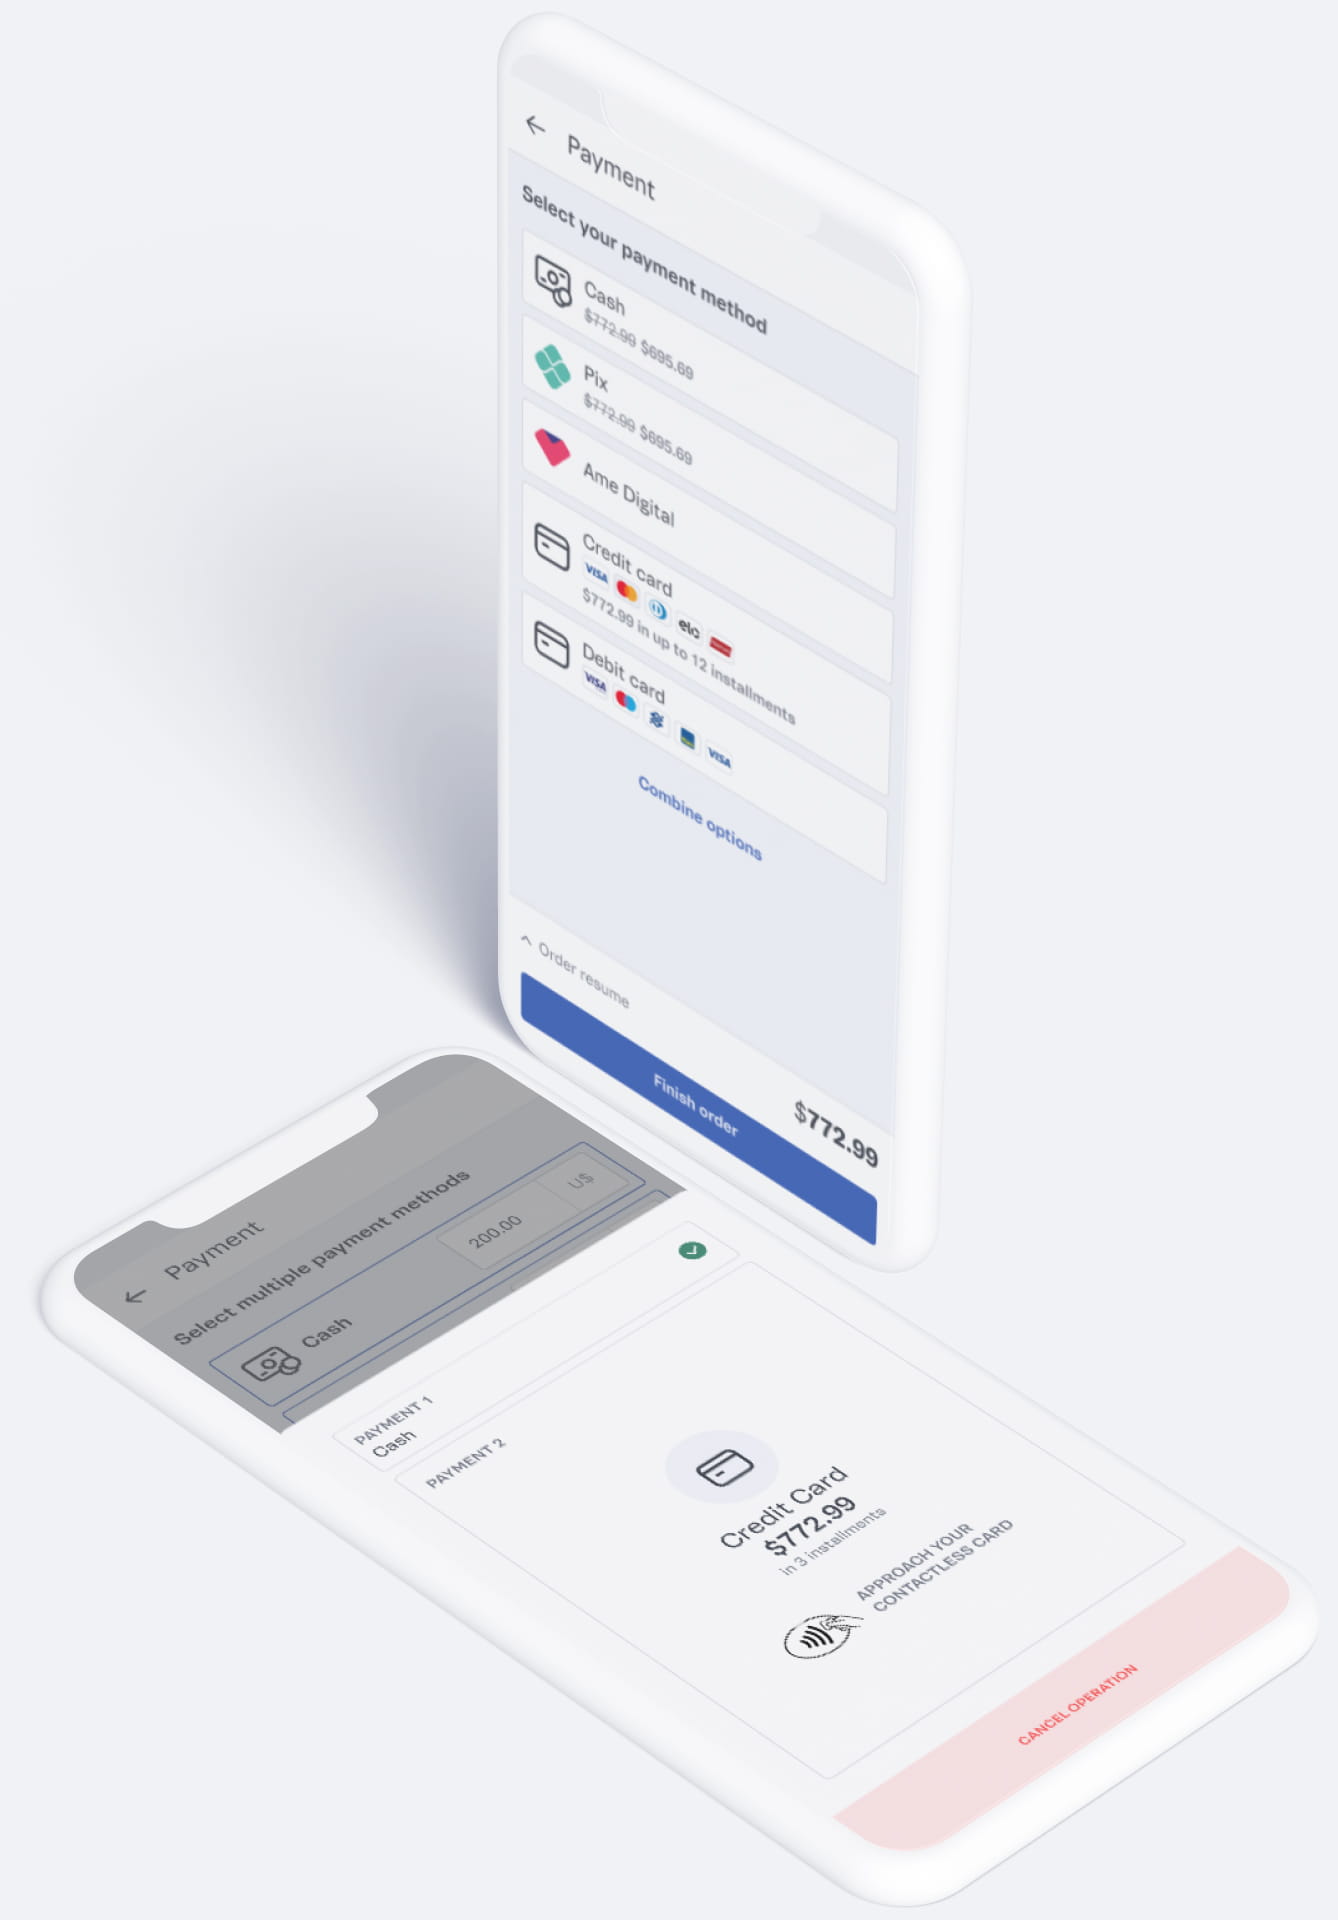 Payment
Select your payment method
Cash
$772.99 $695.69
Pix
$772.99 $695.69
Ame Digital
Credit card
VISA elo
$772.99 in up to 12 installments
Debit card
VISA VISA
Combine options
Order resume
$772.99
Finish order
Payment
Select multiple payment methods
Cash
200.00
U$
PAYMENT 1
Cash
PAYMENT 2
Credit Card
$772.99
in 3 installments
APPROACH YOUR
CONTACTLESS CARD
CANCEL OPERATION